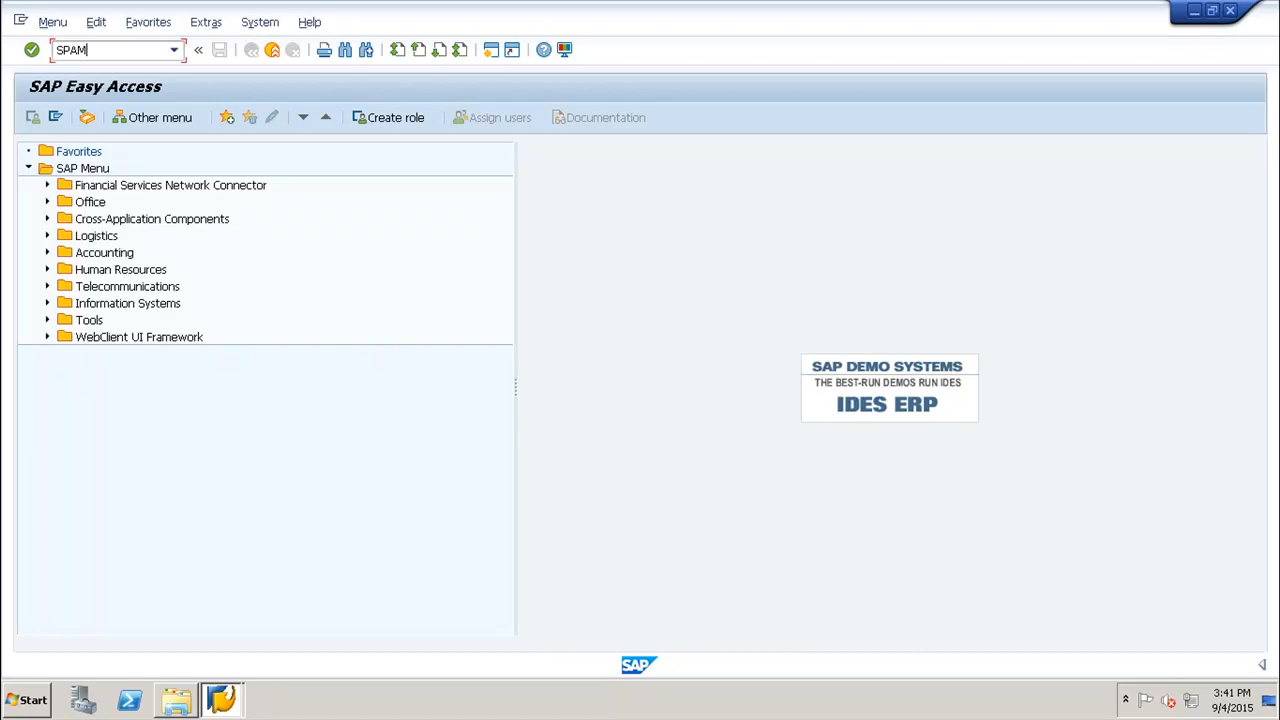 Menu Edit Favorites Extras System Help
SPAM
SAP Easy Access
Other menu Create role Assign users Documentation
Favorites
SAP Menu
Financial Services Network Connector
Office
Cross-Application Components
Logistics
Accounting
Human Resources
Telecommunications
Information Systems
Tools
WebClient UI Framework
SAP DEMO SYSTEMS
THE BEST-RUN DEMOS RUN IDES
IDES ERP
SAP
Start
3:41 PM
9/4/2015